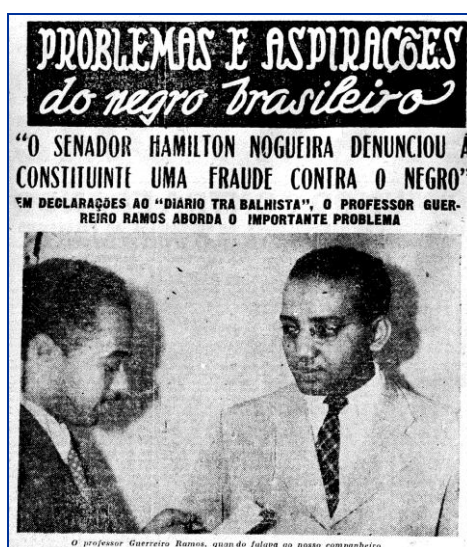 PROBLEMAS E ASPIRAÇÕES
do negro brasileiro
"O SENADOR HAMILTON NOGUEIRA DENUNCIOU À
CONSTITUINTE UMA FRAUDE CONTRA O NEGRO"
EM DECLARAÇÕES AO "DIÁRIO TRABALHISTA", O PROFESSOR GUER-
REIRO RAMOS ABORDA O IMPORTANTE PROBLEMA
O professor Guerreiro Ramos, quando falava ao nosso companheiro